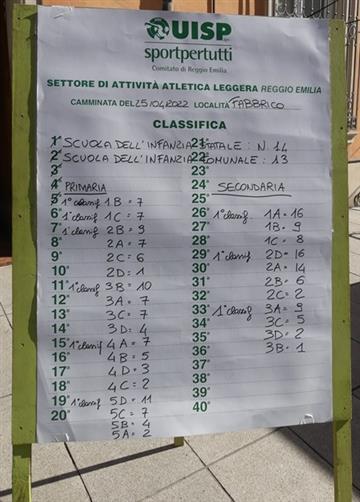 UISP
sportpertutti
Comitato di Reggio Emilia
SETTORE DI ATTIVITÀ ATLETICA LEGGERA REGGIO EMILIA
CAMMINATA DEL 25/04/2022 LOCALITÀ FABBRICO
CLASSIFICA
1° SCUOLA DELL'INFANZIA STATALE : N. 14
2° SCUOLA DELL'INFANZIA COMUNALE : 13
3°
4° PRIMARIA
5° 1° classif 1B = 7
6° 1° classif 1C = 7
7° 1° classif 2B = 9
8° 2A = 7
9° 2C = 6
10° 2D = 1
11° 1° classif 3B = 10
12° 3A = 7
13° 3C = 7
14° 3D = 4
15° 1° classif 4A = 7
16° 4B = 5
17° 4D = 3
18° 4C = 2
19° 1° classif 5D = 11
20° 5C = 7
5B = 4
5A = 2
21°
22°
23°
24° SECONDARIA
25°
26° 1° classif 1A = 16
27° 1B = 9
28° 1C = 8
29° 1° classif 2D = 16
30° 2A = 14
31° 2B = 6
32° 2C = 2
33° 1° classif 3A = 9
34° 3C = 5
35° 3D = 2
36° 3B = 1
37°
38°
39°
40°